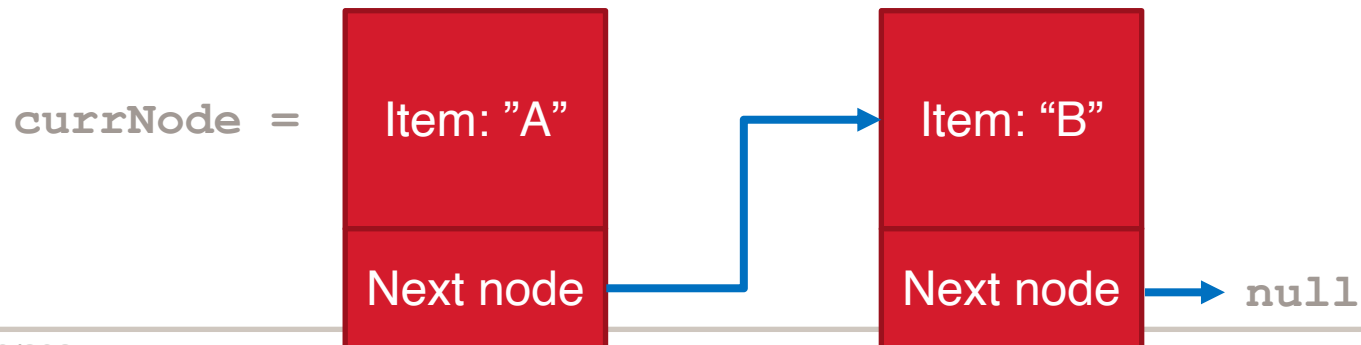 currNode =
Item: ”A”
Item: “B”
Next node
Next node
null